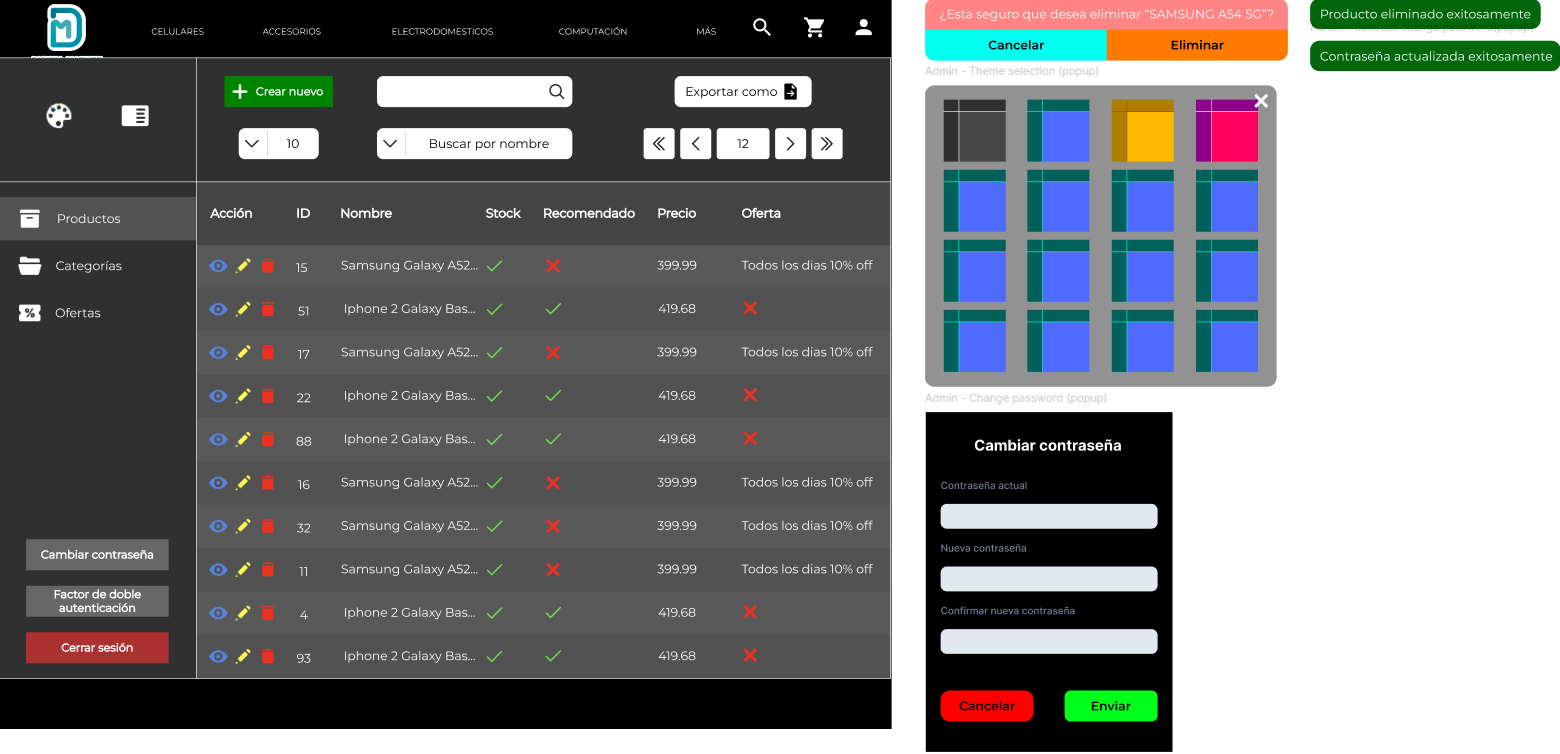 CELULARES
ACCESORIOS
ELECTRODOMESTICOS
COMPUTACIÓN
MÁS
Crear nuevo
Exportar como
10
Buscar por nombre
12
Productos
Categorías
Ofertas
Cambiar contraseña
Factor de doble
autenticación
Cerrar sesión
Acción ID Nombre Stock Recomendado Precio Oferta
15 Samsung Galaxy A52... 399.99 Todos los dias 10% off
51 Iphone 2 Galaxy Bas... 419.68
17 Samsung Galaxy A52... 399.99 Todos los dias 10% off
22 Iphone 2 Galaxy Bas... 419.68
88 Iphone 2 Galaxy Bas... 419.68
16 Samsung Galaxy A52... 399.99 Todos los dias 10% off
32 Samsung Galaxy A52... 399.99 Todos los dias 10% off
11 Samsung Galaxy A52... 399.99 Todos los dias 10% off
4 Iphone 2 Galaxy Bas... 419.68
93 Iphone 2 Galaxy Bas... 419.68
¿Esta seguro que desea eliminar “SAMSUNG A54 5G”?
Cancelar
Eliminar
Producto eliminado exitosamente
Contraseña actualizada exitosamente
Admin - Theme selection (popup)
Admin - Change password (popup)
Cambiar contraseña
Contraseña actual
Nueva contraseña
Confirmar nueva contraseña
Cancelar
Enviar